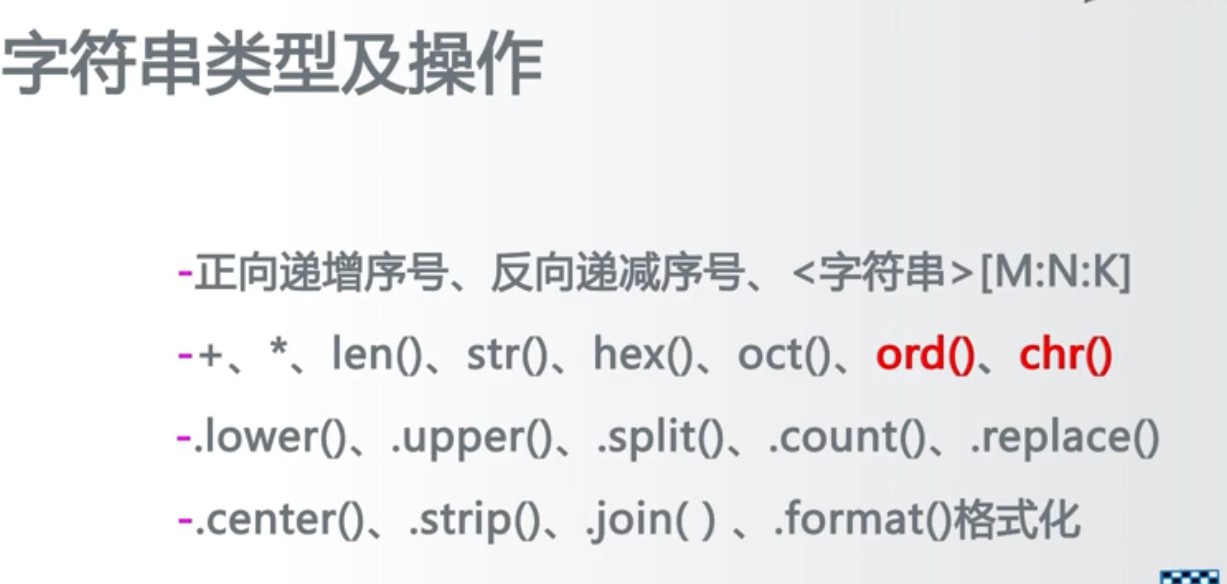 字符串类型及操作
-正向递增序号、反向递减序号、<字符串>[M:N:K]
-+、*、len()、str()、hex()、oct()、ord()、chr()
-.lower()、.upper()、.split()、.count()、.replace()
-.center()、.strip()、.join( ) 、.format()格式化